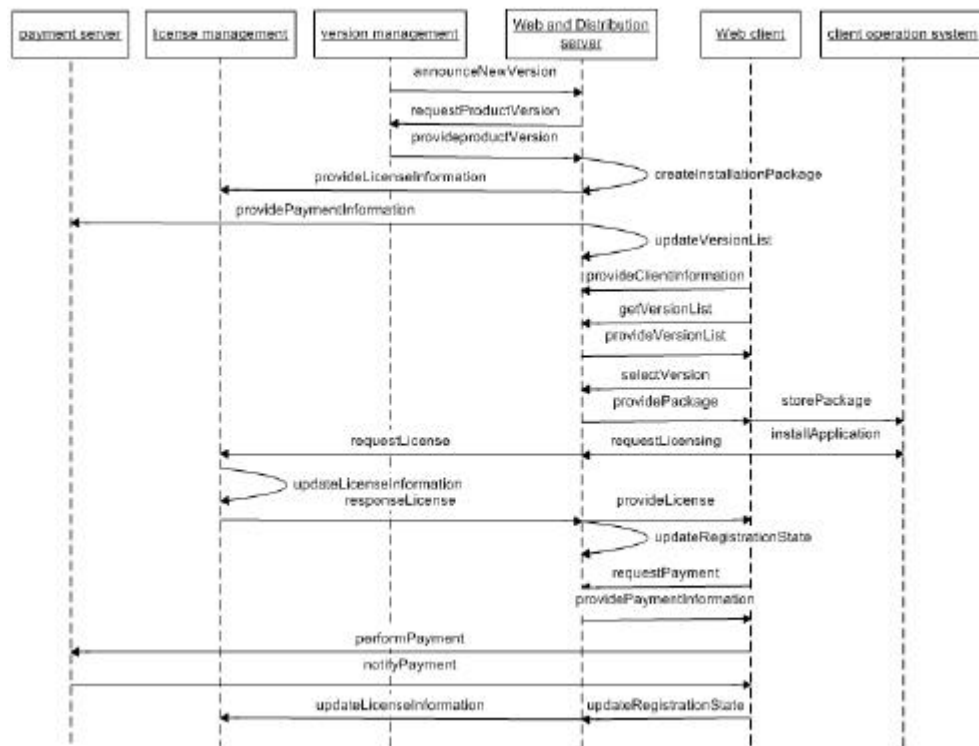 payment server
license management
version management
Web and Distribution
server
Web client
client operation system
announceNewVersion
requestProductVersion
provideproductVersion
createInstallationPackage
provideLicenseInformation
providePaymentInformation
updateVersionList
provideClientInformation
getVersionList
provideVersionList
selectVersion
providePackage
storePackage
requestLicense
requestLicensing
installApplication
updateLicenseInformation
responseLicense
provideLicense
updateRegistrationState
requestPayment
providePaymentInformation
performPayment
notifyPayment
updateLicenseInformation
updateRegistrationState